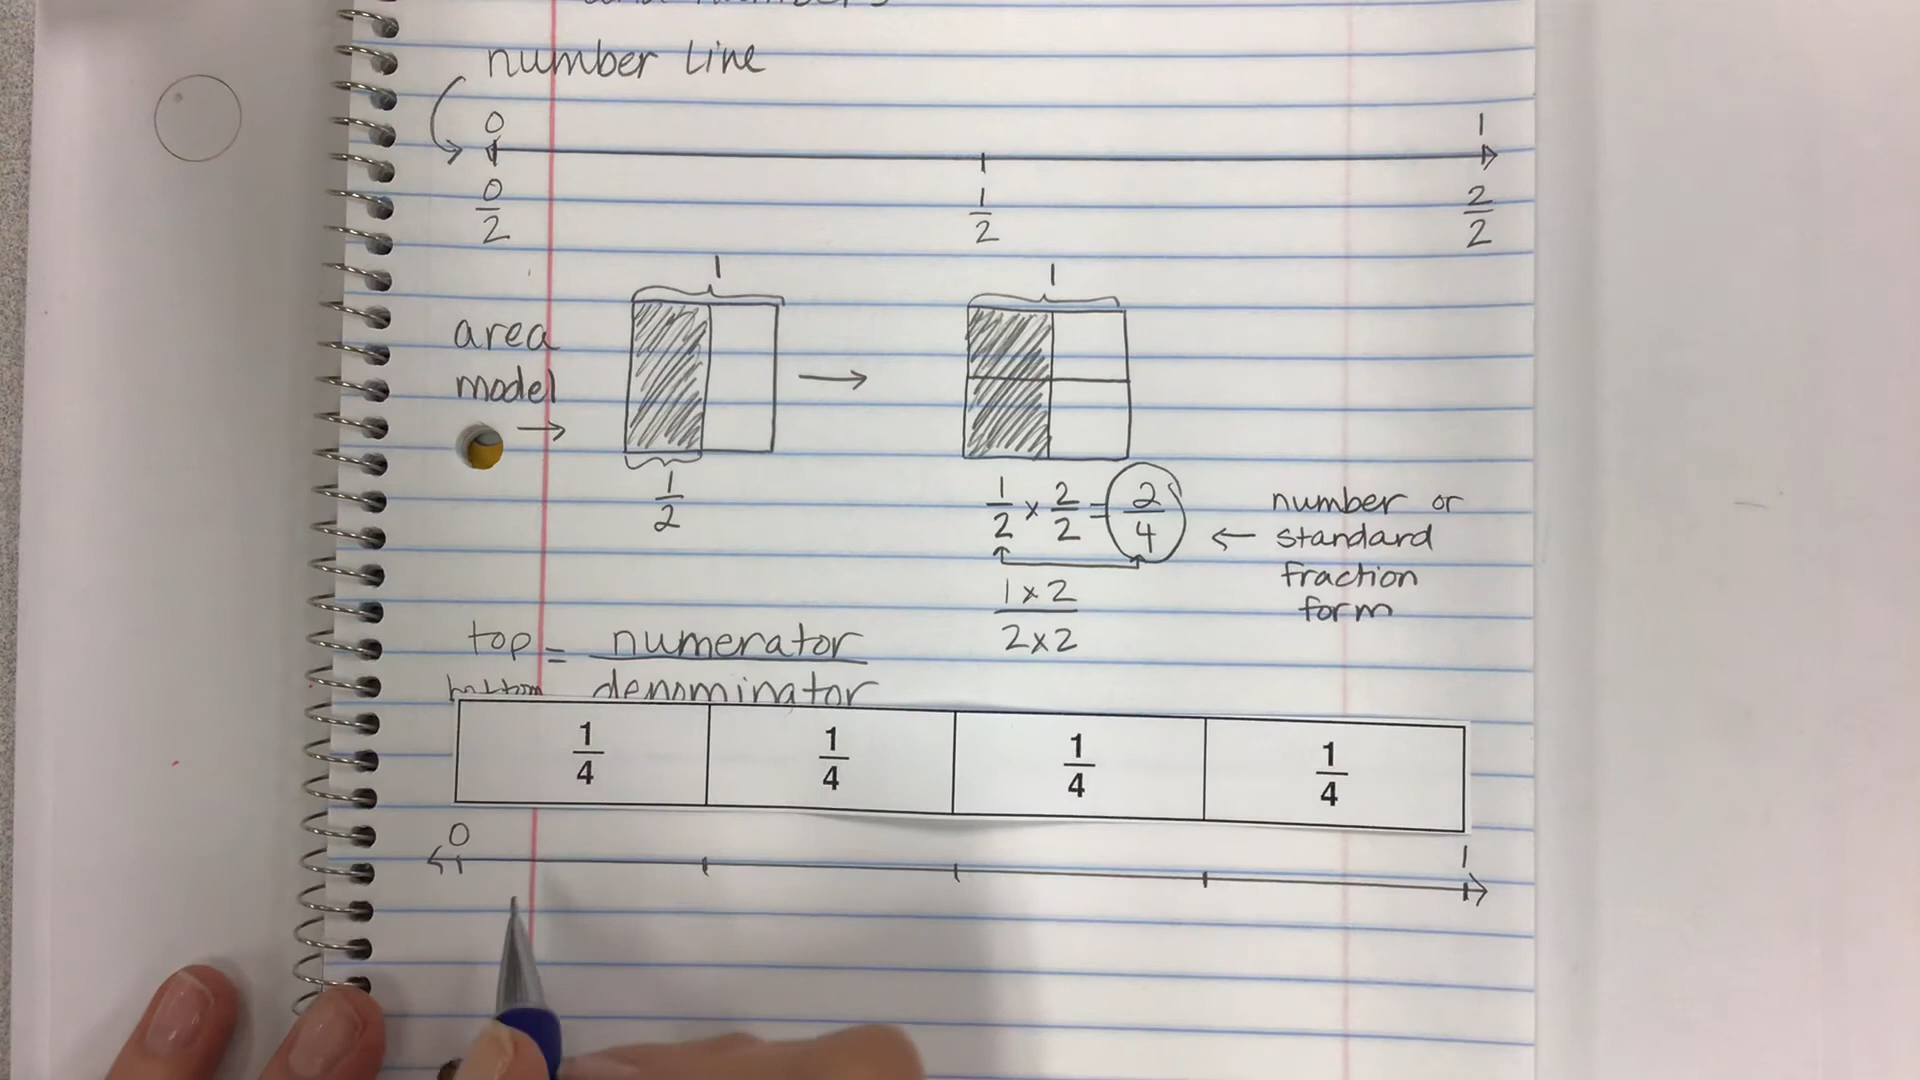 number line
0 1
0/2 1/2 2/2
1 1
area
model
1/2
1/2 × 2/2 = 2/4
1 × 2 / 2 × 2
number or
standard
fraction
form
top = numerator
bottom denominator
1/4 1/4 1/4 1/4
0 1